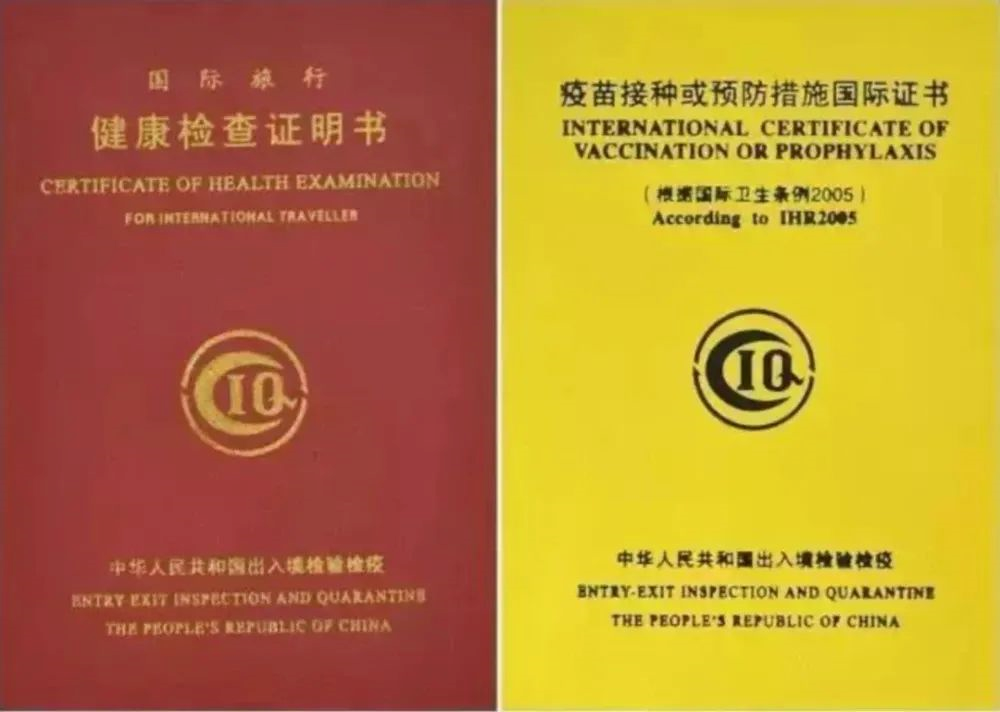 国际旅行
健康检查证明书
CERTIFICATE OF HEALTH EXAMINATION
FOR INTERNATIONAL TRAVELLER
CIQ
中华人民共和国出入境检验检疫
ENTRY-EXIT INSPECTION AND QUARANTINE
THE PEOPLE'S REPUBLIC OF CHINA
疫苗接种或预防措施国际证书
INTERNATIONAL CERTIFICATE OF
VACCINATION OR PROPHYLAXIS
（根据国际卫生条例2005）
According to IHR2005
CIQ
中华人民共和国出入境检验检疫
ENTRY-EXIT INSPECTION AND QUARANTINE
THE PEOPLE'S REPUBLIC OF CHINA